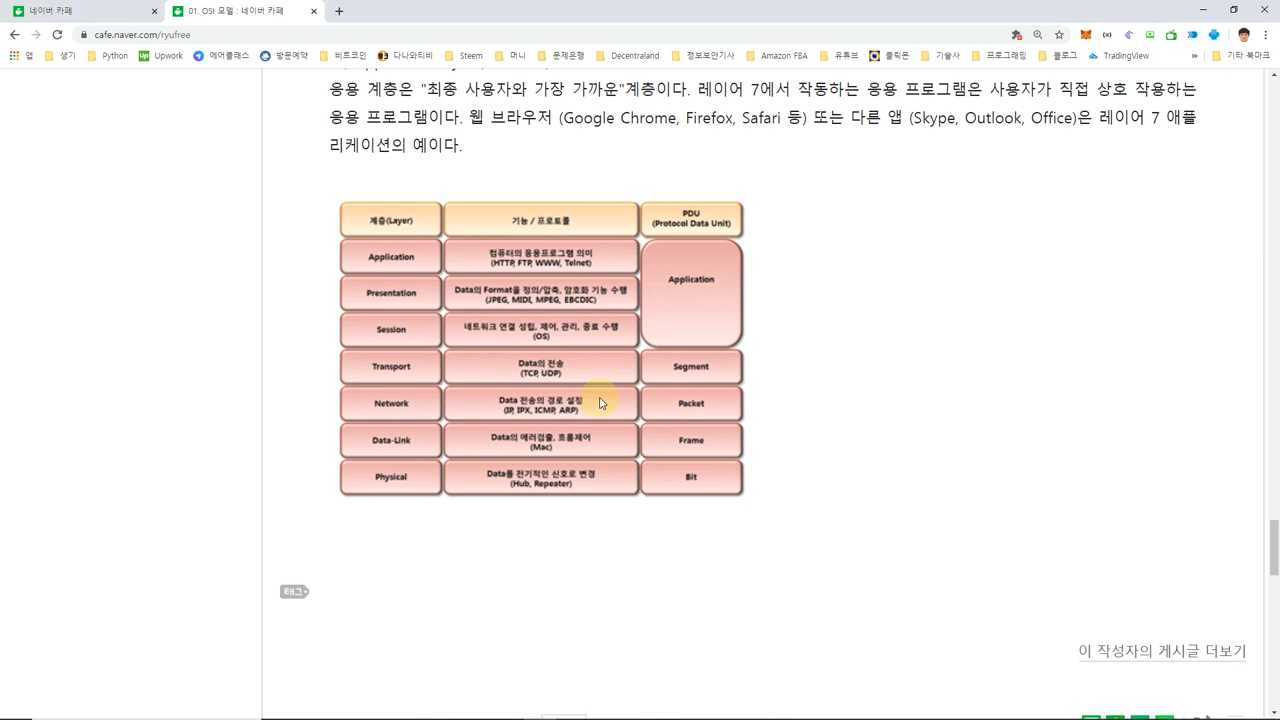 네이버 카페
01. OSI 모델 : 네이버 카페
cafe.naver.com/ryufree
앱 생기 Python Upwork 에어클래스 방문예약 비트코인 다나와티비 Steem 머니 문제은행 Decentraland 정보보안기사 Amazon FBA 유튜브 클릭몬 기술사 프로그래밍 블로그 TradingView » 기타 북마크
응용 계층은 "최종 사용자와 가장 가까운"계층이다. 레이어 7에서 작동하는 응용 프로그램은 사용자가 직접 상호 작용하는
응용 프로그램이다. 웹 브라우저 (Google Chrome, Firefox, Safari 등) 또는 다른 앱 (Skype, Outlook, Office)은 레이어 7 애플
리케이션의 예이다.
계층(Layer)
기능 / 프로토콜
PDU
(Protocol Data Unit)
Application
컴퓨터의 응용프로그램 의미
(HTTP, FTP, WWW, Telnet)
Application
Presentation
Data의 Format을 정의/압축, 암호화 기능 수행
(JPEG, MIDI, MPEG, EBCDIC)
Session
네트워크 연결 성립, 제어, 관리, 종료 수행
(OS)
Transport
Data의 전송
(TCP, UDP)
Segment
Network
Data 전송의 경로 설정
(IP, IPX, ICMP, ARP)
Packet
Data-Link
Data의 에러검출, 흐름제어
(Mac)
Frame
Physical
Data를 전기적인 신호로 변경
(Hub, Repeater)
Bit
태그
이 작성자의 게시글 더보기